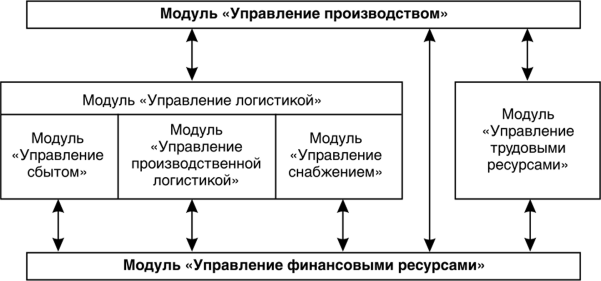 Модуль «Управление производством»
Модуль «Управление логистикой»
Модуль
«Управление
сбытом»
Модуль
«Управление
производственной
логистикой»
Модуль
«Управление
снабжением»
Модуль
«Управление
трудовыми
ресурсами»
Модуль «Управление финансовыми ресурсами»